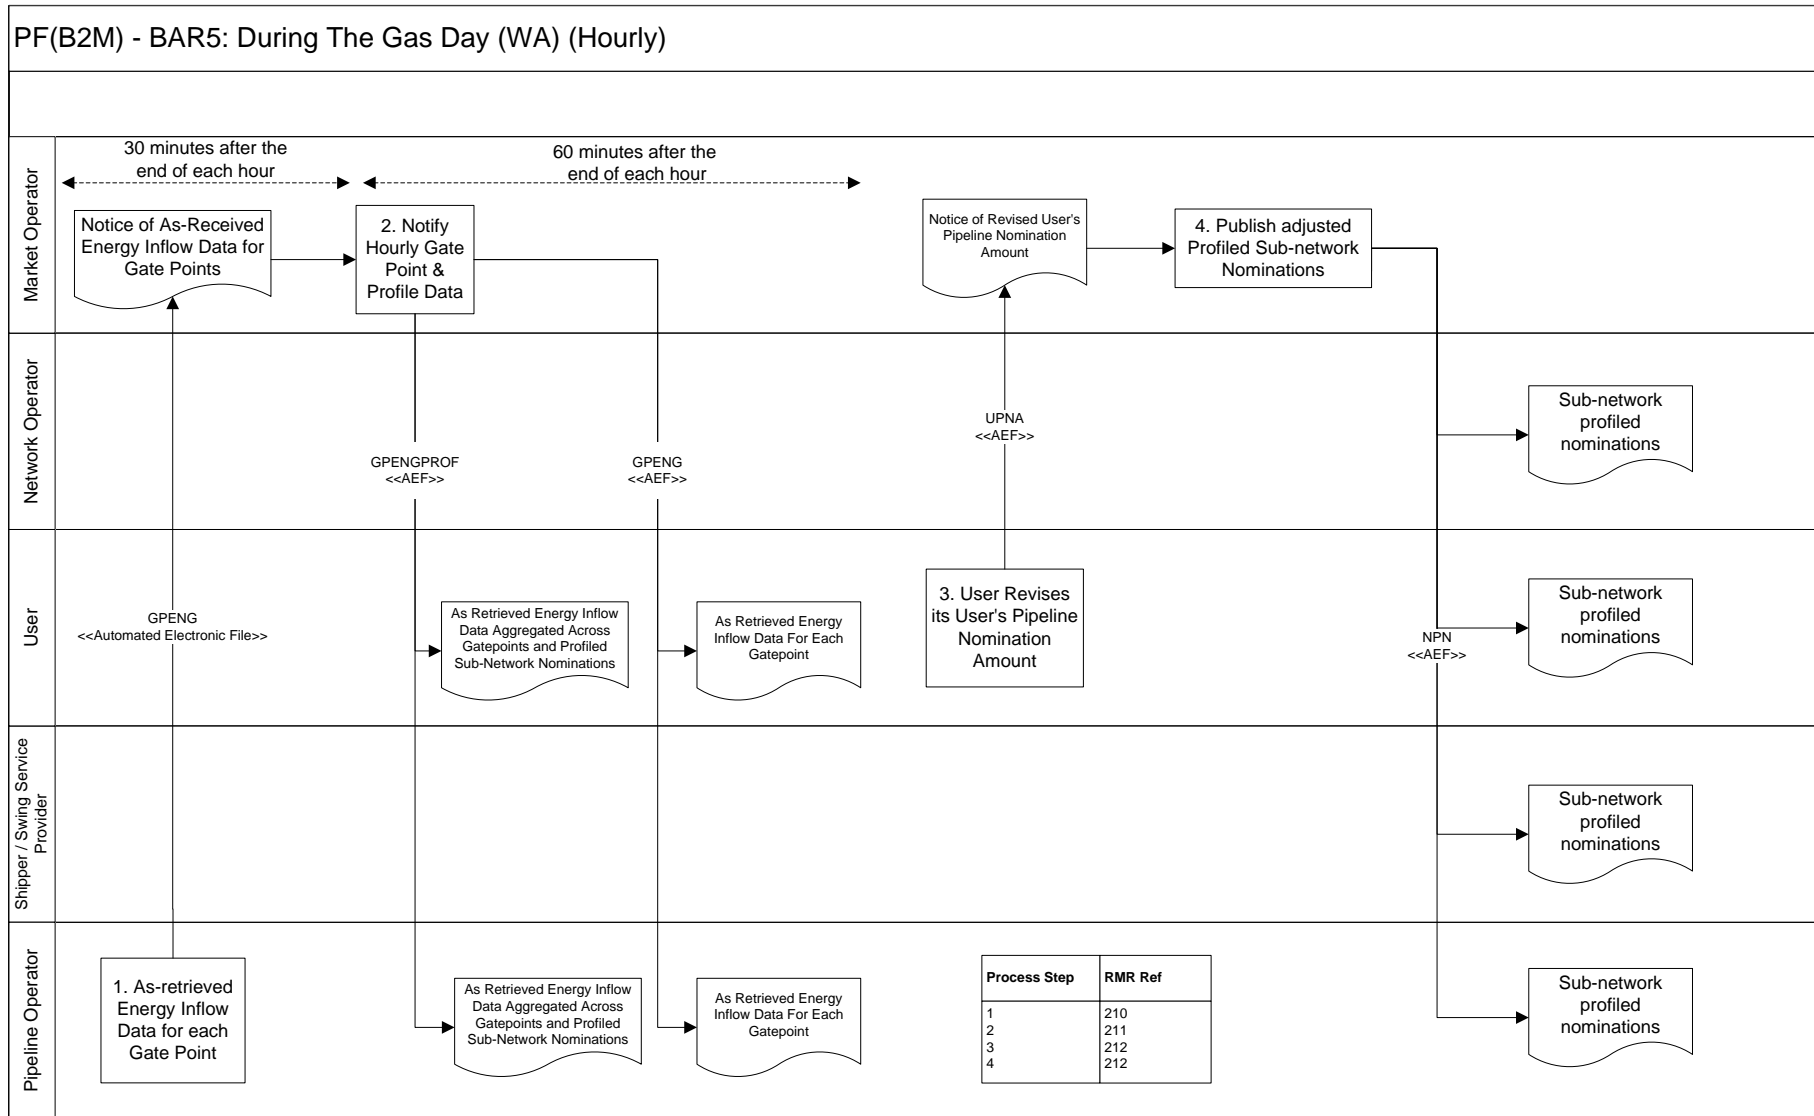 PF(B2M) - BAR5: During The Gas Day (WA) (Hourly)
Market Operator
30 minutes after the
end of each hour
60 minutes after the
end of each hour
Notice of As-Received
Energy Inflow Data for
Gate Points
2. Notify
Hourly Gate
Point &
Profile Data
Notice of Revised User's
Pipeline Nomination
Amount
4. Publish adjusted
Profiled Sub-network
Nominations
Network Operator
GPENGPROF
<<AEF>>
GPENG
<<AEF>>
UPNA
<<AEF>>
Sub-network
profiled
nominations
User
GPENG
<<Automated Electronic File>>
As Retrieved Energy Inflow
Data Aggregated Across
Gatepoints and Profiled
Sub-Network Nominations
As Retrieved Energy
Inflow Data For Each
Gatepoint
3. User Revises
its User's Pipeline
Nomination
Amount
NPN
<<AEF>>
Sub-network
profiled
nominations
Shipper / Swing Service
Provider
Sub-network
profiled
nominations
Pipeline Operator
1. As-retrieved
Energy Inflow
Data for each
Gate Point
As Retrieved Energy Inflow
Data Aggregated Across
Gatepoints and Profiled
Sub-Network Nominations
As Retrieved Energy
Inflow Data For Each
Gatepoint
Process Step RMR Ref
1 210
2 211
3 212
4 212
Sub-network
profiled
nominations